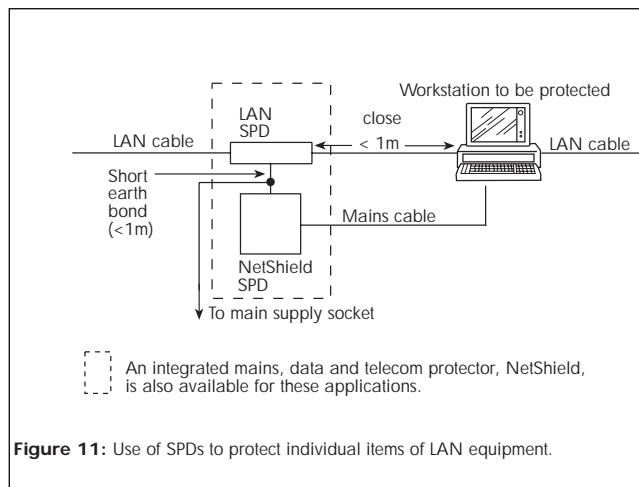 Workstation to be protected
LAN
SPD
close
< 1m
LAN cable
LAN cable
Short
earth
bond
(<1m)
Mains cable
NetShield
SPD
To main supply socket
An integrated mains, data and telecom protector, NetShield,
is also available for these applications.
Figure 11: Use of SPDs to protect individual items of LAN equipment.